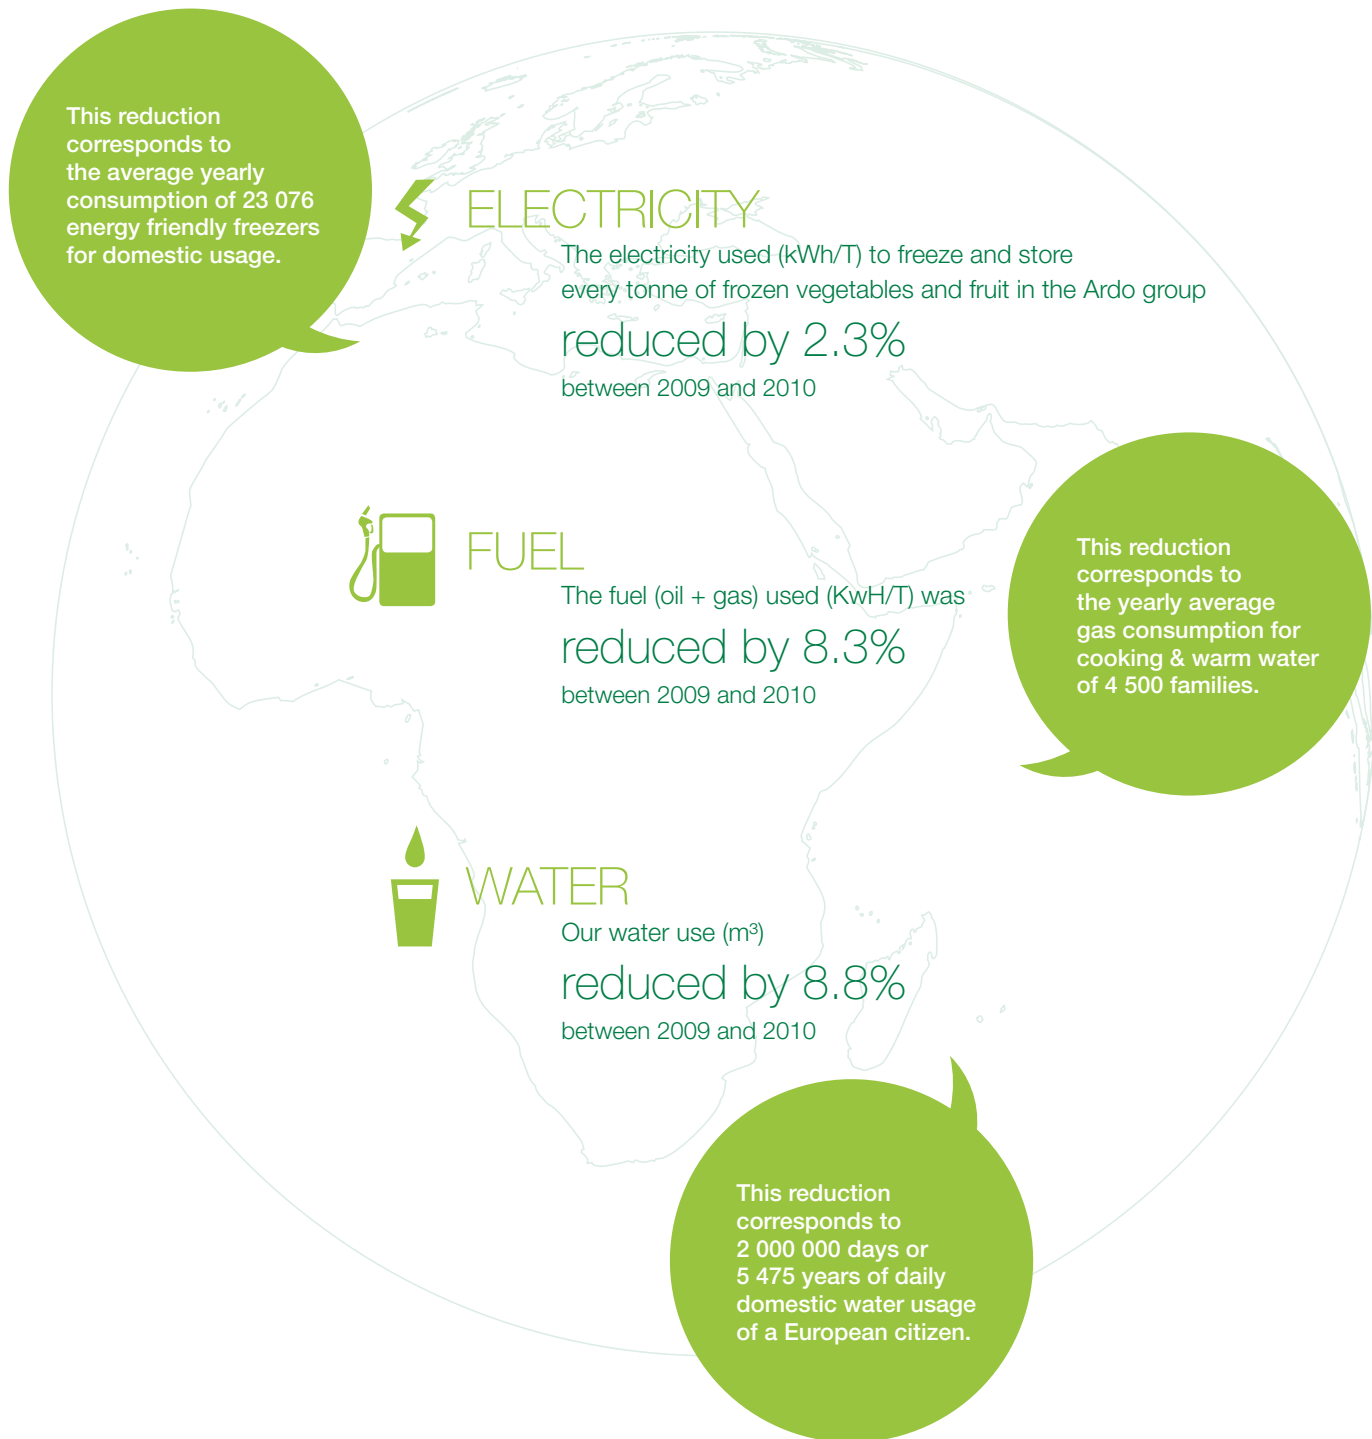 This reduction
corresponds to
the average yearly
consumption of 23 076
energy friendly freezers
for domestic usage.
ELECTRICITY
The electricity used (kWh/T) to freeze and store
every tonne of frozen vegetables and fruit in the Ardo group
reduced by 2.3%
between 2009 and 2010
FUEL
The fuel (oil + gas) used (KwH/T) was
reduced by 8.3%
between 2009 and 2010
This reduction
corresponds to
the yearly average
gas consumption for
cooking & warm water
of 4 500 families.
WATER
Our water use (m³)
reduced by 8.8%
between 2009 and 2010
This reduction
corresponds to
2 000 000 days or
5 475 years of daily
domestic water usage
of a European citizen.